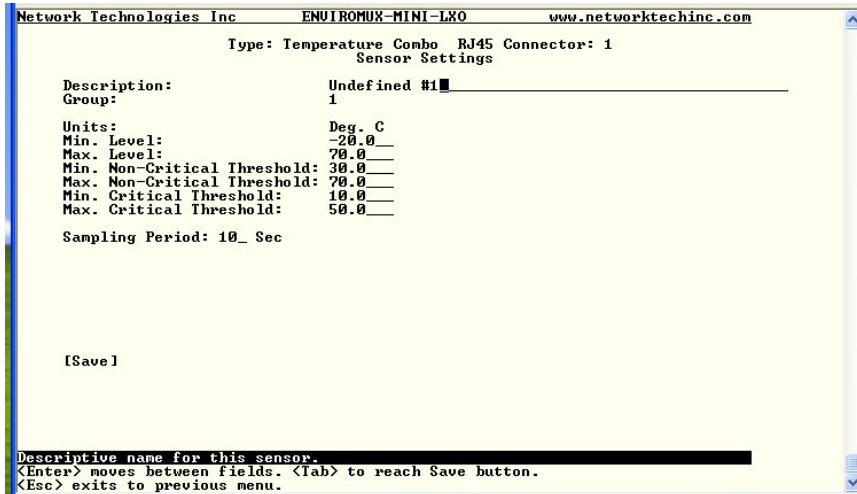 Network Technologies Inc ENVIROMUX-MINI-LXO www.networktechinc.com
Type: Temperature Combo RJ45 Connector: 1
Sensor Settings
Description: Undefined #1
Group: 1
Units: Deg. C
Min. Level: -20.0
Max. Level: 70.0
Min. Non-Critical Threshold: 30.0
Max. Non-Critical Threshold: 70.0
Min. Critical Threshold: 10.0
Max. Critical Threshold: 50.0
Sampling Period: 10_ Sec
[Save]
Descriptive name for this sensor.
<Enter> moves between fields. <Tab> to reach Save button.
<Esc> exits to previous menu.